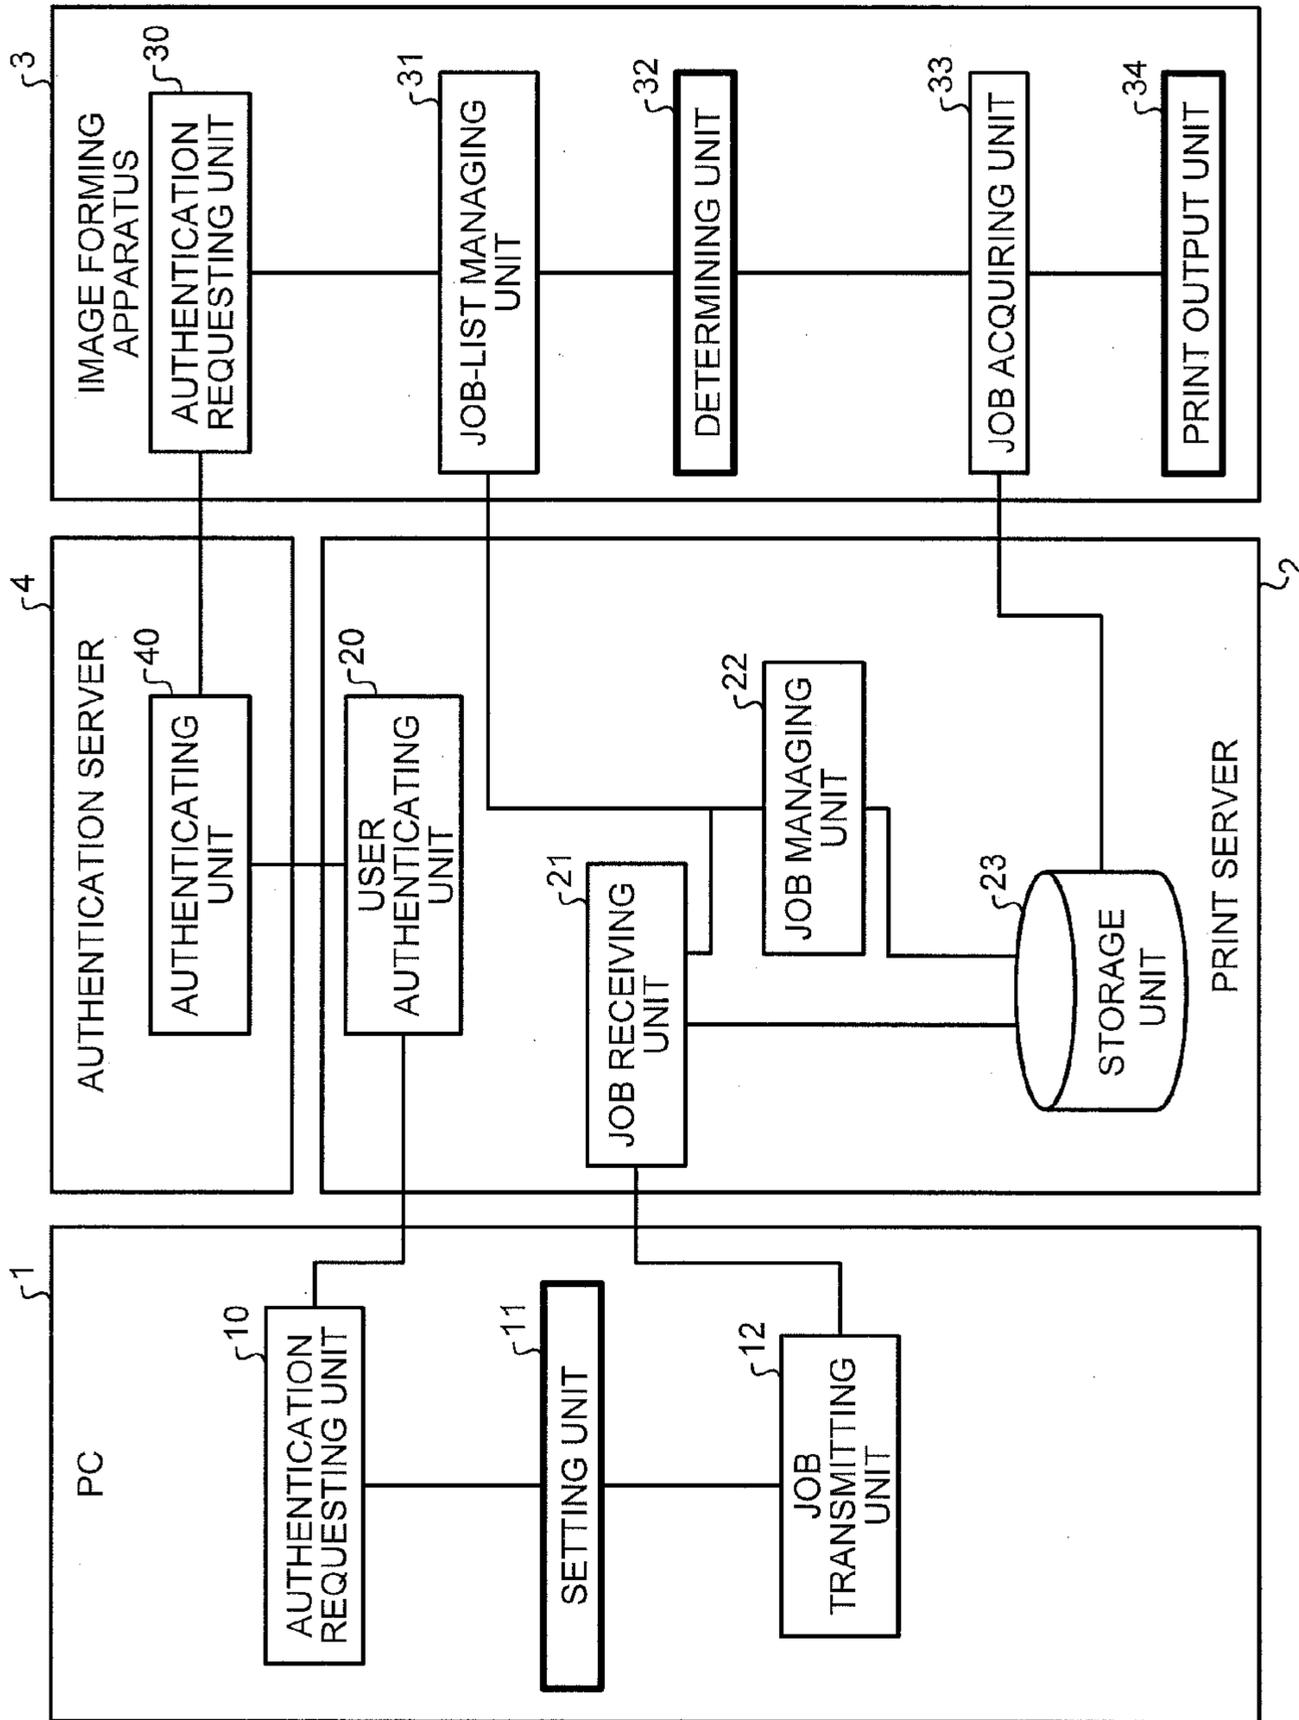 1
PC
10
AUTHENTICATION
REQUESTING UNIT
11
SETTING UNIT
12
JOB
TRANSMITTING
UNIT
4
AUTHENTICATION SERVER
40
AUTHENTICATING
UNIT
20
USER
AUTHENTICATING
UNIT
21
JOB RECEIVING
UNIT
22
JOB MANAGING
UNIT
23
STORAGE
UNIT
PRINT SERVER
2
3
IMAGE FORMING
APPARATUS
30
AUTHENTICATION
REQUESTING UNIT
31
JOB-LIST MANAGING
UNIT
32
DETERMINING UNIT
33
JOB ACQUIRING UNIT
34
PRINT OUTPUT UNIT